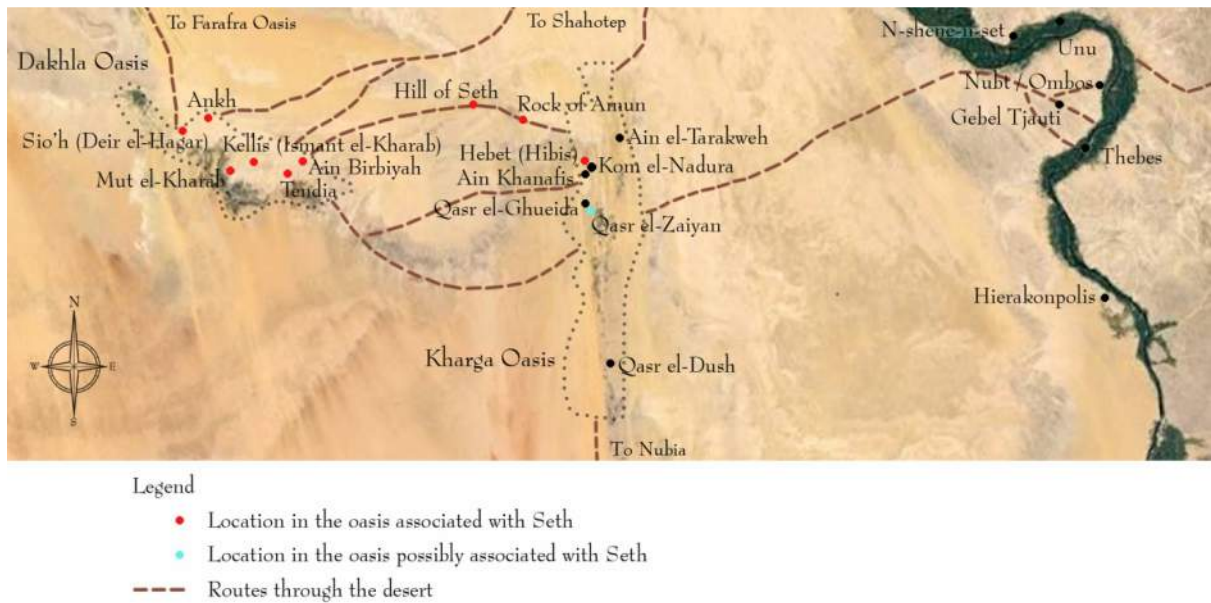 To Farafra Oasis
To Shahotep
N-shene-n-set
Unu
Dakhla Oasis
Nubt / Ombos
Ankh
Hill of Seth
Rock of Amun
Gebel Tjauti
Sio'h (Deir el-Hagar)
Kellis (Ismant el-Kharab)
Ain el-Tarakweh
Thebes
Hebet (Hibis)
Kom el-Nadura
Ain Birbiyah
Mut el-Kharab
Ain Khanafis
Tendia
Qasr el-Ghueida
Qasr el-Zaiyan
Hierakonpolis
N
W
E
S
Kharga Oasis
Qasr el-Dush
To Nubia
Legend
Location in the oasis associated with Seth
Location in the oasis possibly associated with Seth
Routes through the desert